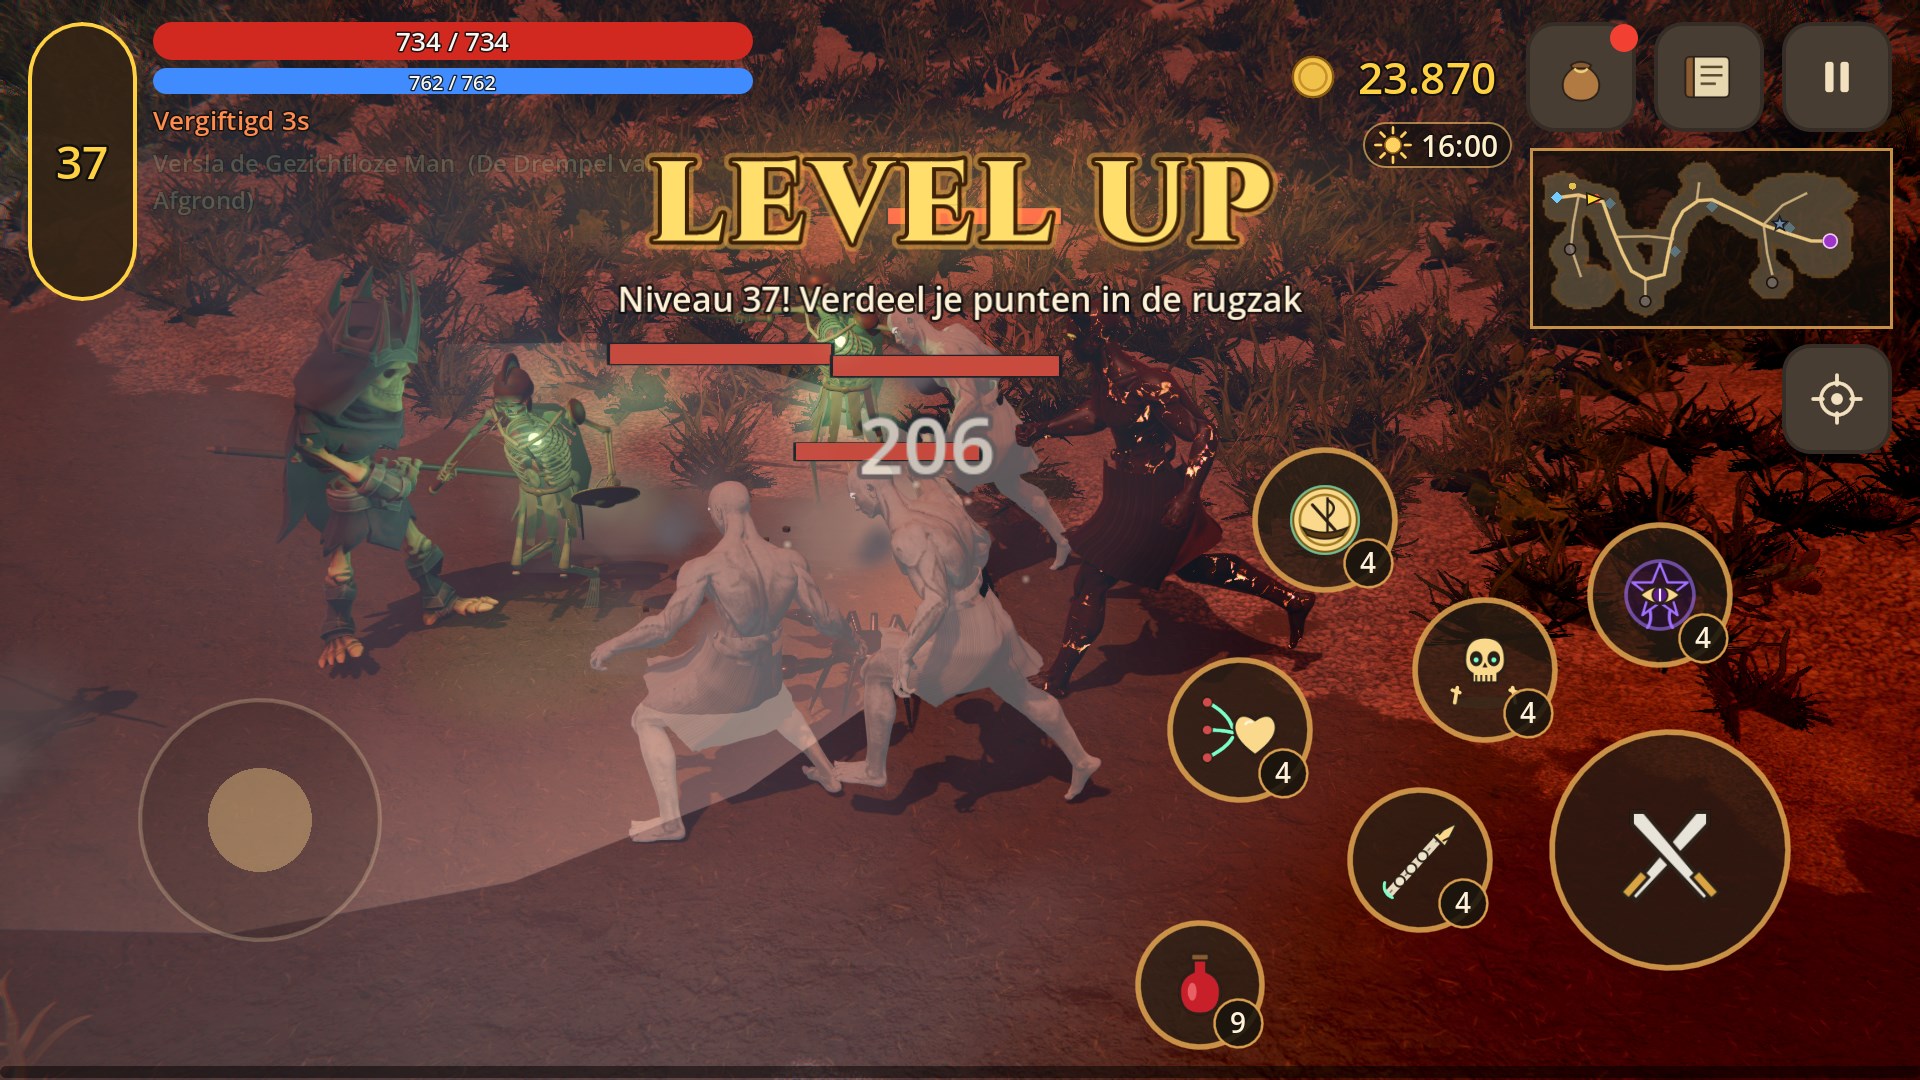 37
734 / 734
762 / 762
Vergiftigd 3s
Versla de Gezichtloze Man (De Drempel va
Afgrond)
23.870
16:00
LEVEL UP
Niveau 37! Verdeel je punten in de rugzak
206
4
4
4
4
4
9